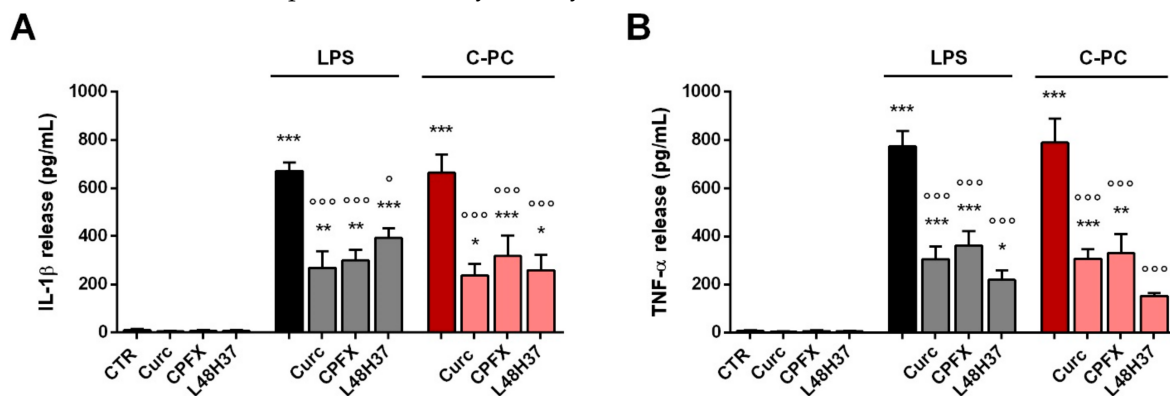 A
LPS
C-PC
IL-1β release (pg/mL)
1000
800
600
400
200
0
***
°°°
**
°°°
**
°
***
***
°°°
*
°°°
***
°°°
*
CTR
Curc
CPFX
L48H37
Curc
CPFX
L48H37
Curc
CPFX
L48H37
B
LPS
C-PC
TNF-α release (pg/mL)
1000
800
600
400
200
0
***
°°°
***
°°°
***
°°°
*
***
°°°
***
°°°
**
°°°
CTR
Curc
CPFX
L48H37
Curc
CPFX
L48H37
Curc
CPFX
L48H37